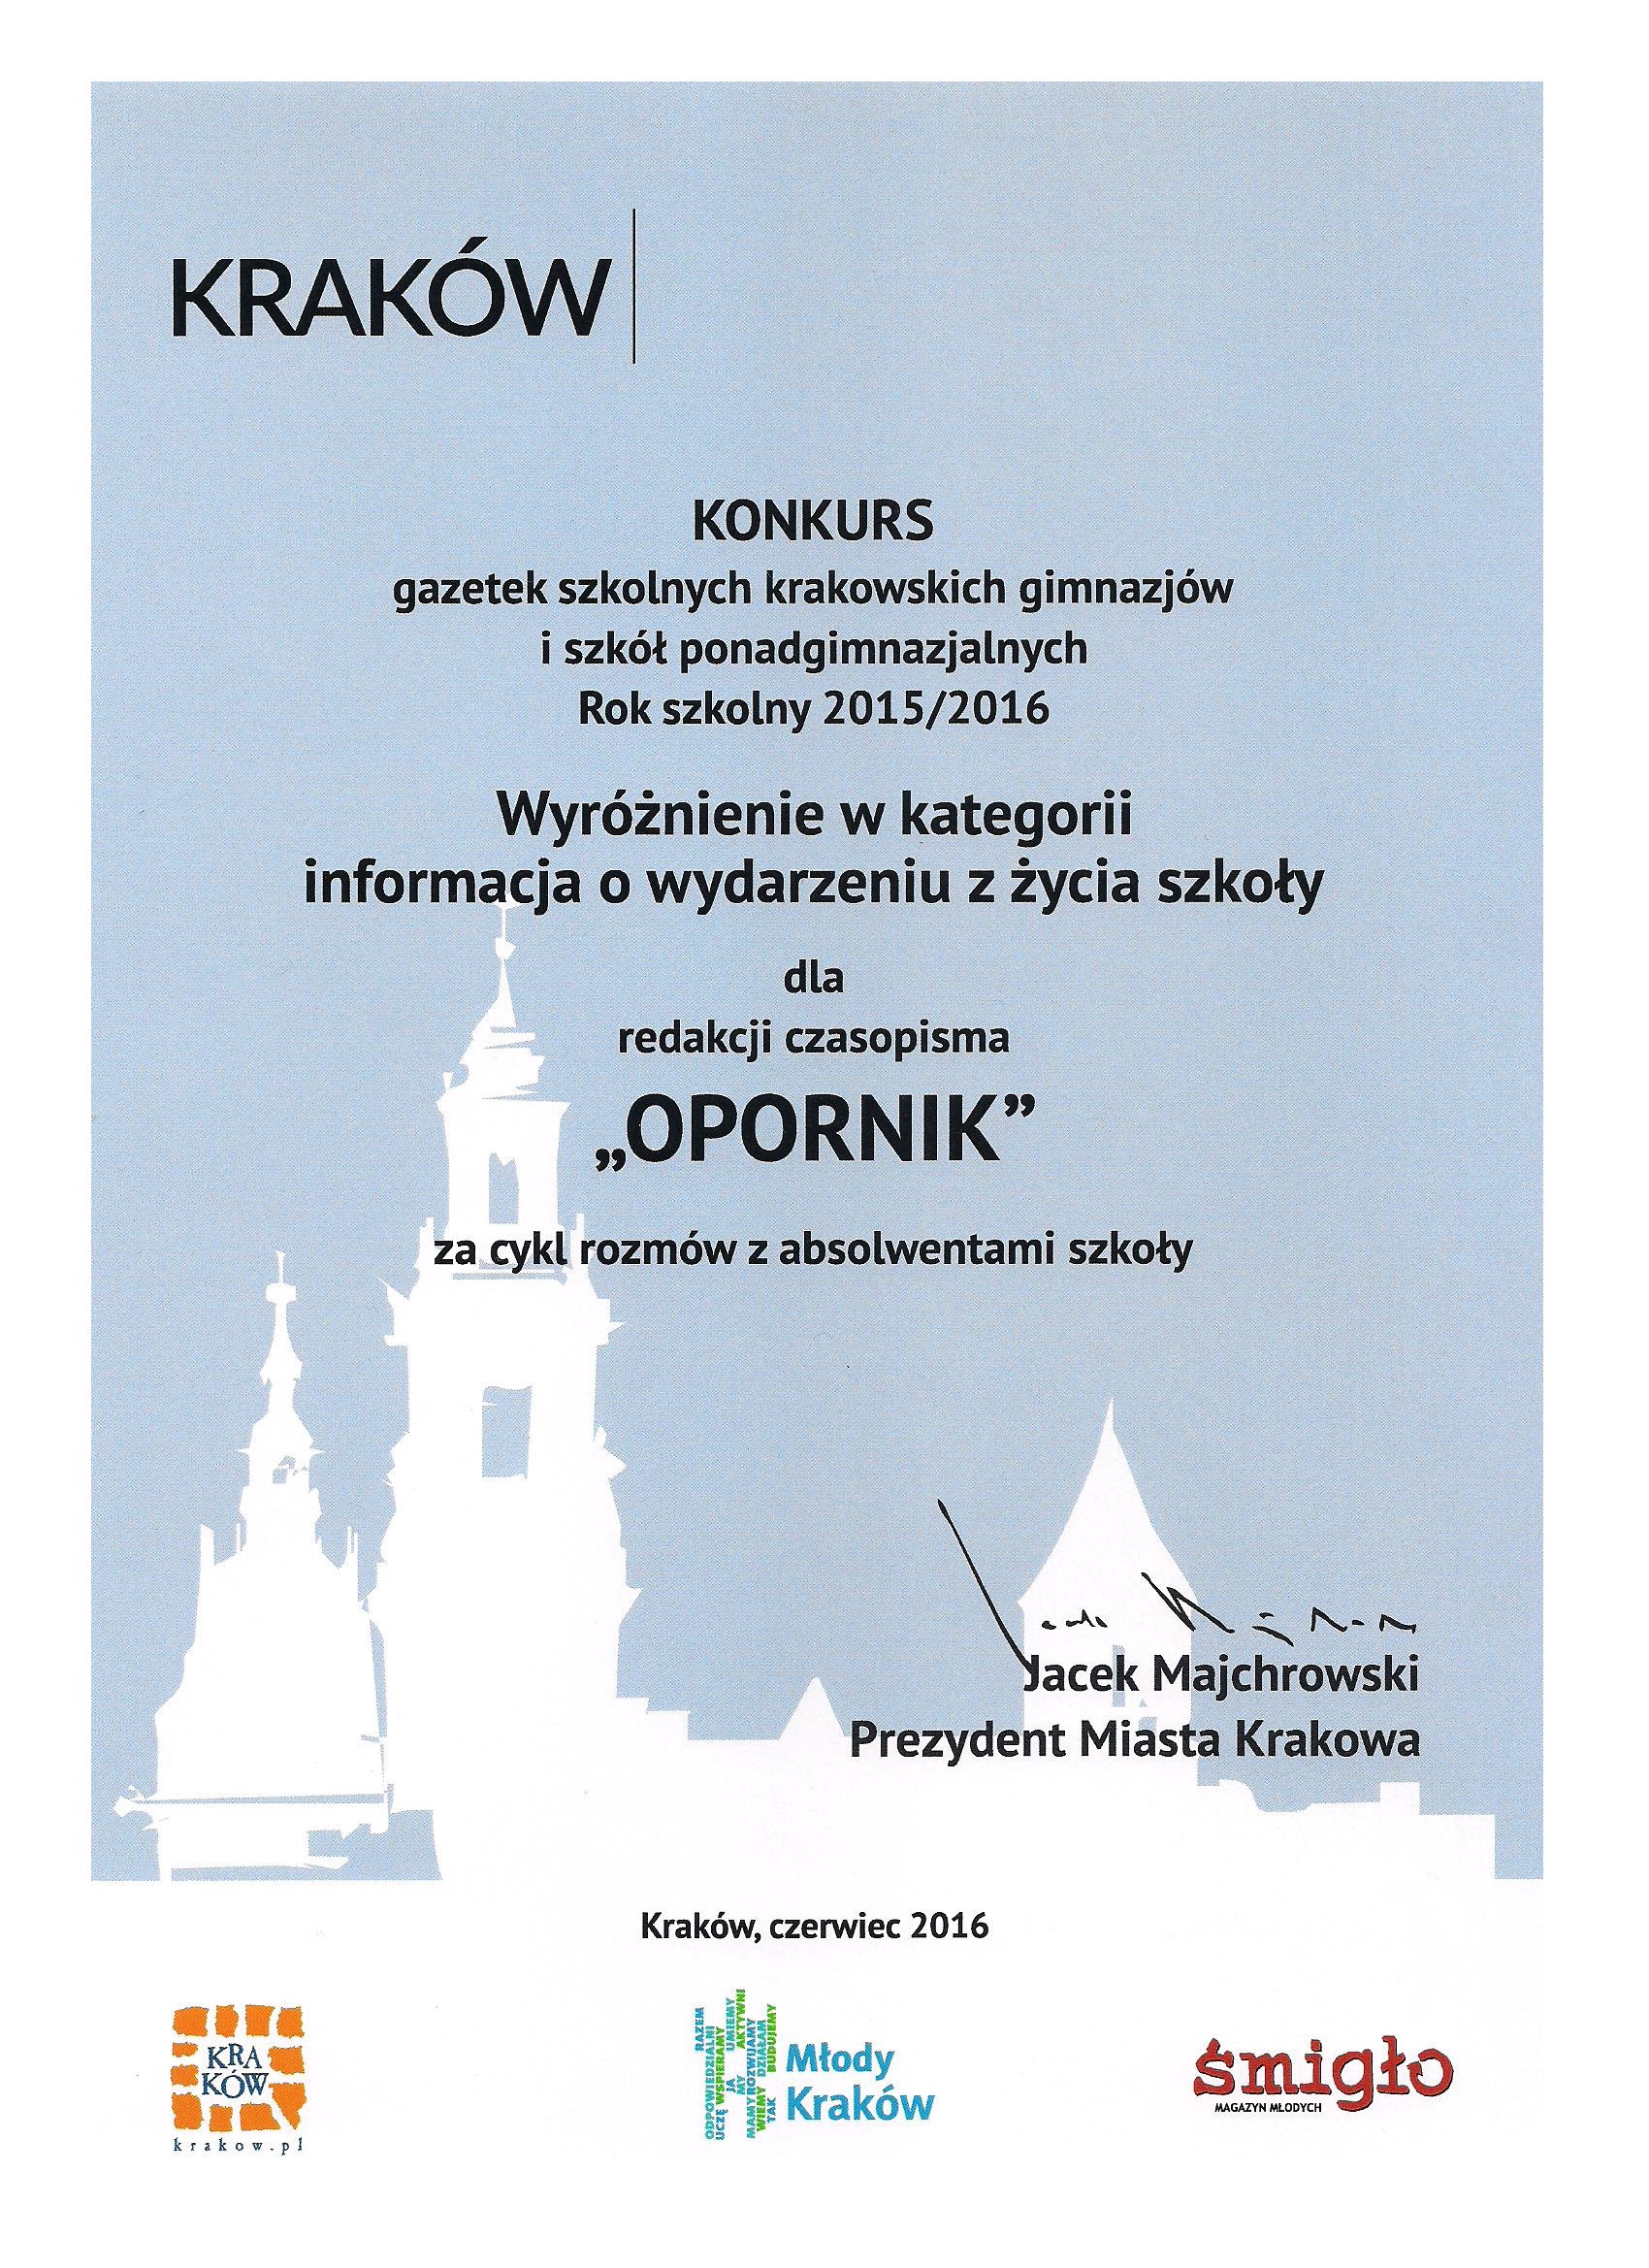 KRAKÓW
KONKURS
gazetek szkolnych krakowskich gimnazjów
i szkół ponadgimnazjalnych
Rok szkolny 2015/2016
Wyróżnienie w kategorii
informacja o wydarzeniu z życia szkoły
dla
redakcji czasopisma
„OPORNIK”
za cykl rozmów z absolwentami szkoły
Jacek Majchrowski
Prezydent Miasta Krakowa
Kraków, czerwiec 2016
KRA
KÓW
krakow.pl
ODPOWIEDZIALNI
RAZEM
UCZĘ WSPIERAMY
JA UMIEMY
MY AKTYWNI
MAMY ROZWIJAMY
WIEMY DZIAŁAM
TAK BUDUJEMY
Młody
Kraków
śmigło
MAGAZYN MŁODYCH